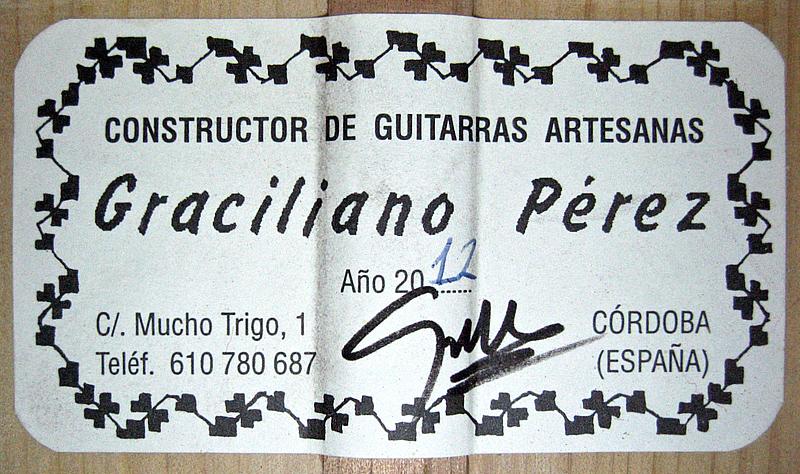 CONSTRUCTOR DE GUITARRAS ARTESANAS
Graciliano Pérez
Año 2012
C/. Mucho Trigo, 1
CÓRDOBA
Teléf. 610 780 687
(ESPAÑA)